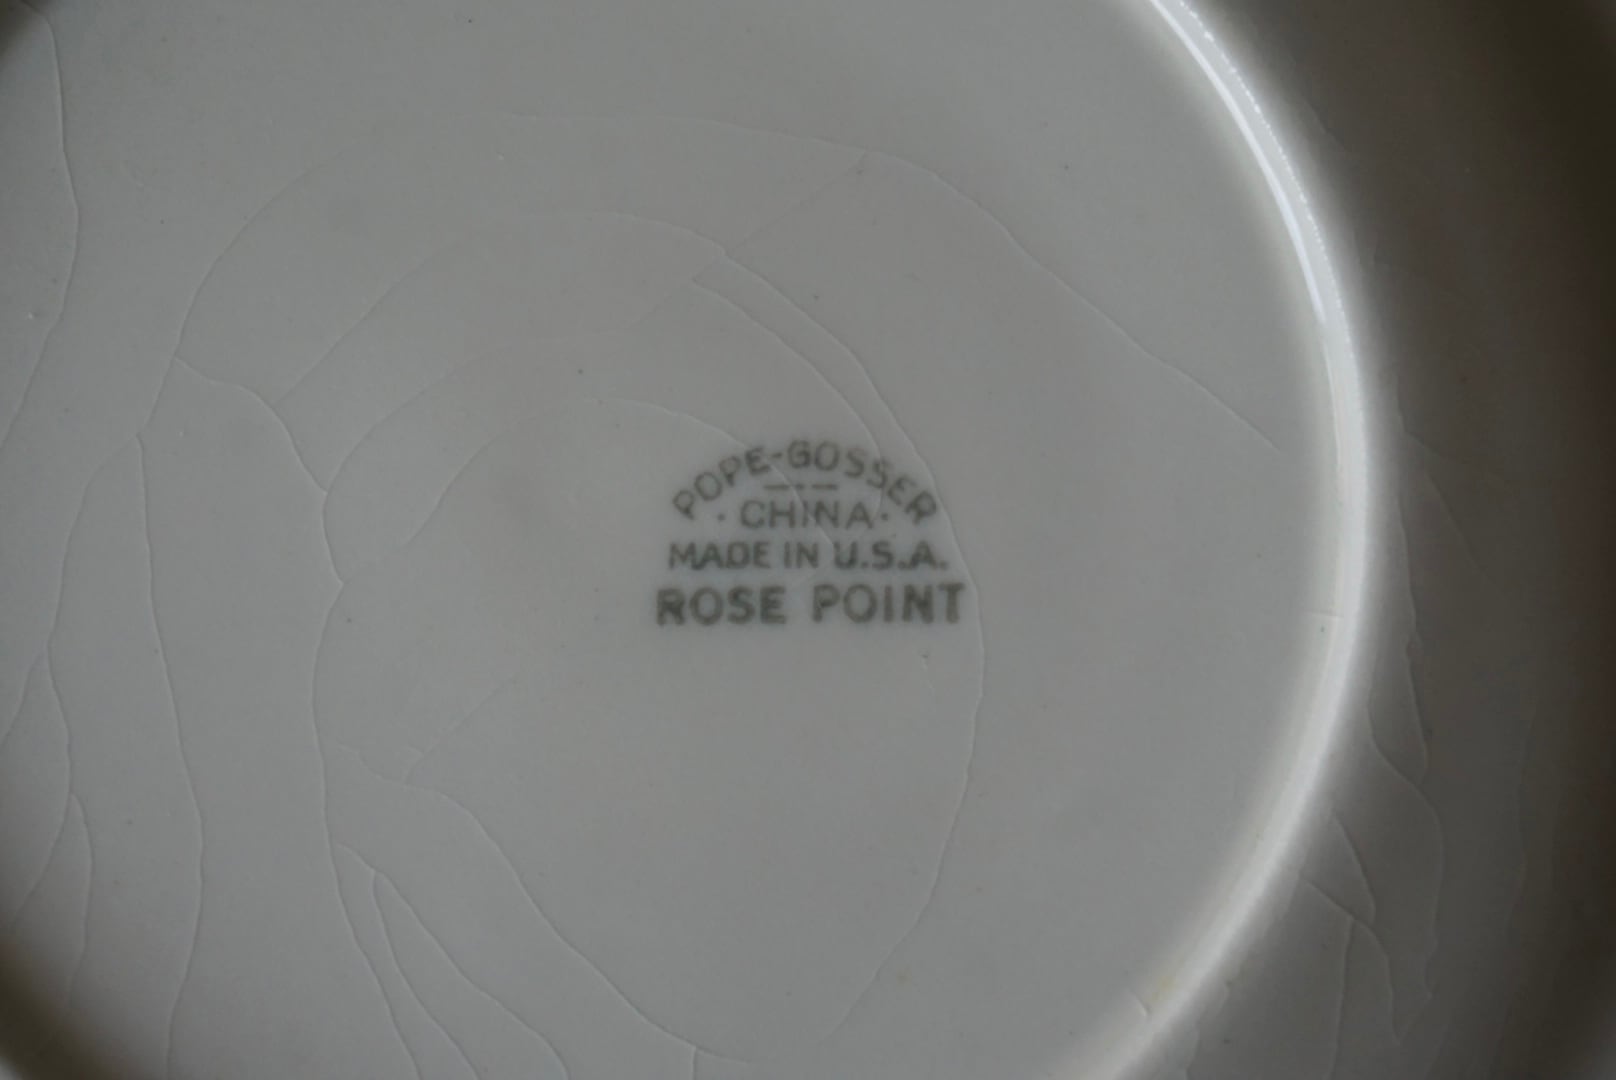 POPE-GOSSER
· CHINA ·
MADE IN U.S.A.
ROSE POINT